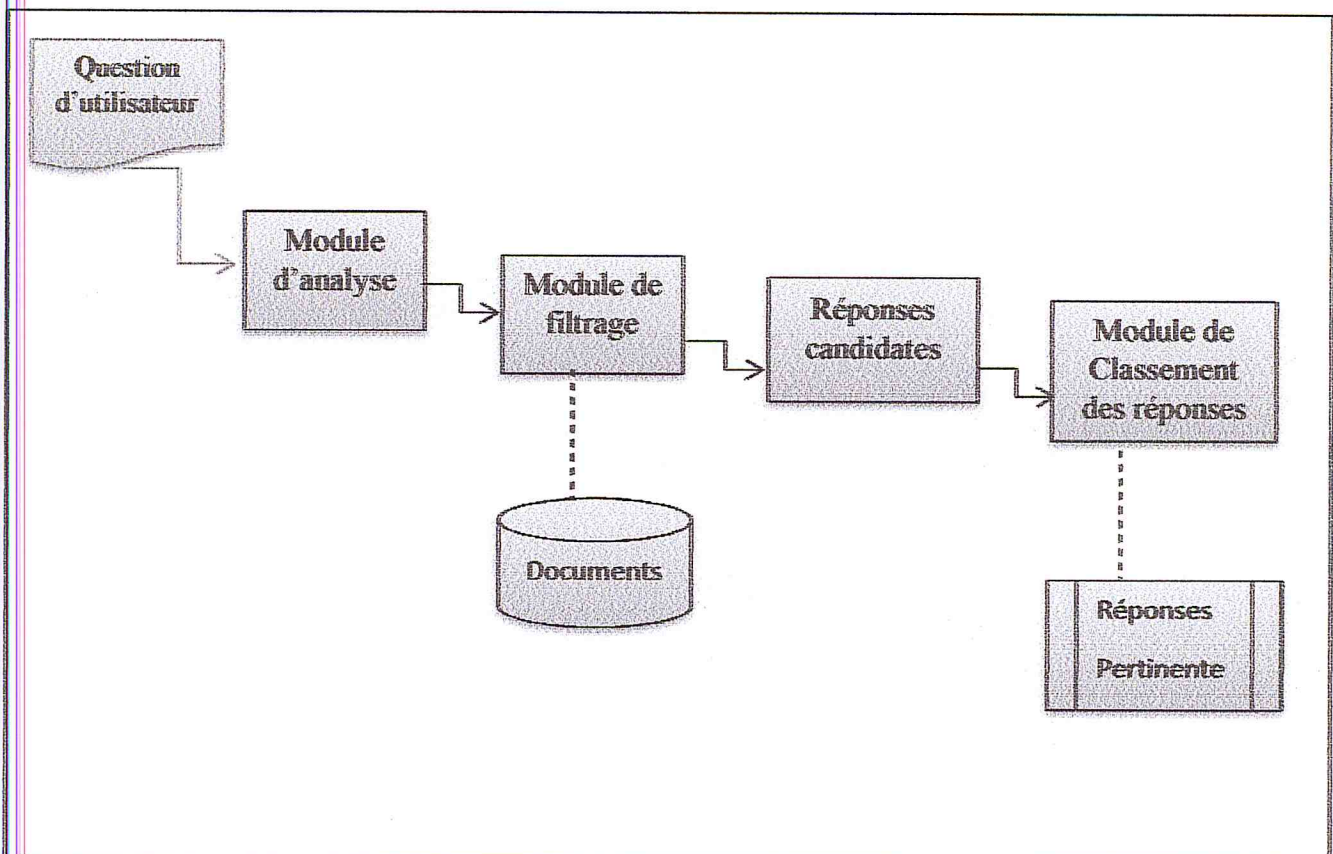 Question
d'utilisateur
Module
d'analyse
Module de
filtrage
Réponses
candidates
Module de
Classement
des réponses
Documents
Réponses
Pertinente